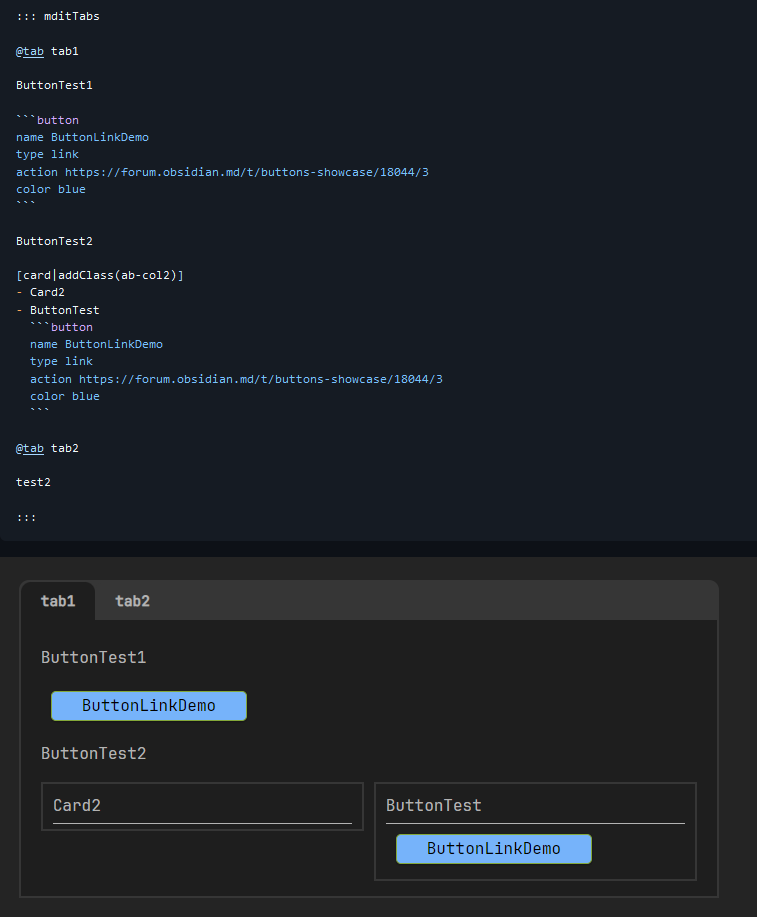 ::: mditTabs
@tab tab1
ButtonTest1
```button
name ButtonLinkDemo
type link
action https://forum.obsidian.md/t/buttons-showcase/18044/3
color blue
```
ButtonTest2
[card|addClass(ab-col2)]
- Card2
- ButtonTest
  ```button
  name ButtonLinkDemo
  type link
  action https://forum.obsidian.md/t/buttons-showcase/18044/3
  color blue
  ```
@tab tab2
test2
:::
tab1 tab2
ButtonTest1
ButtonLinkDemo
ButtonTest2
Card2 ButtonTest
ButtonLinkDemo